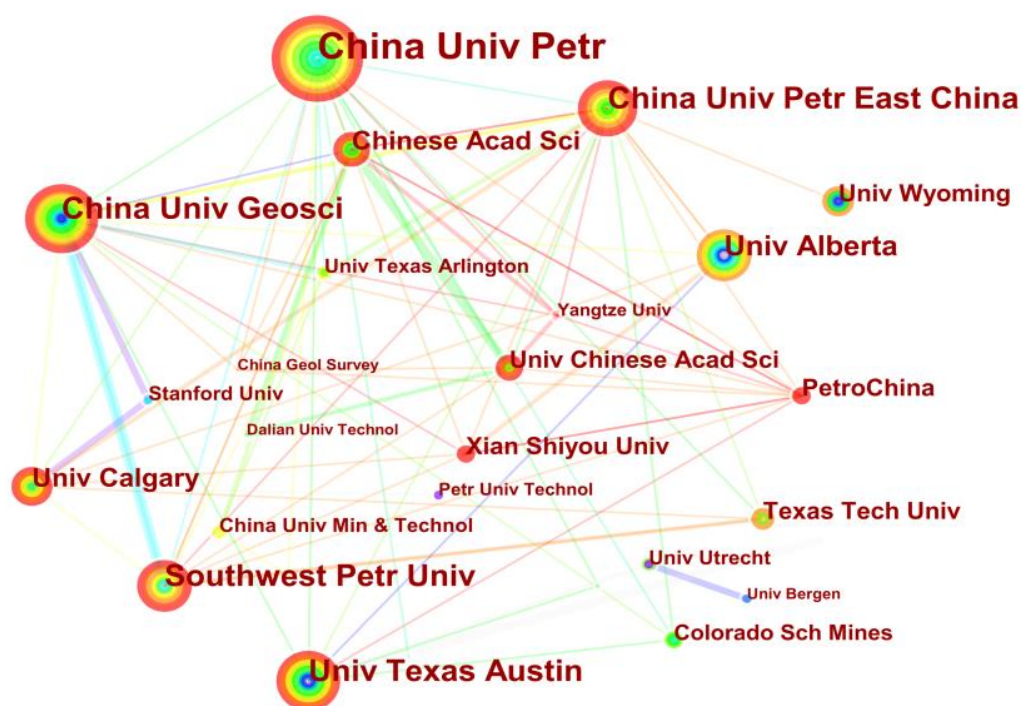 China Univ Petr
China Univ Petr East China
Chinese Acad Sci
Univ Wyoming
China Univ Geosci
Univ Alberta
Univ Texas Arlington
Yangtze Univ
China Geol Survey
Univ Chinese Acad Sci
Stanford Univ
PetroChina
Dalian Univ Technol
Xian Shiyou Univ
Univ Calgary
Petr Univ Technol
Texas Tech Univ
China Univ Min & Technol
Univ Utrecht
Southwest Petr Univ
Univ Bergen
Colorado Sch Mines
Univ Texas Austin